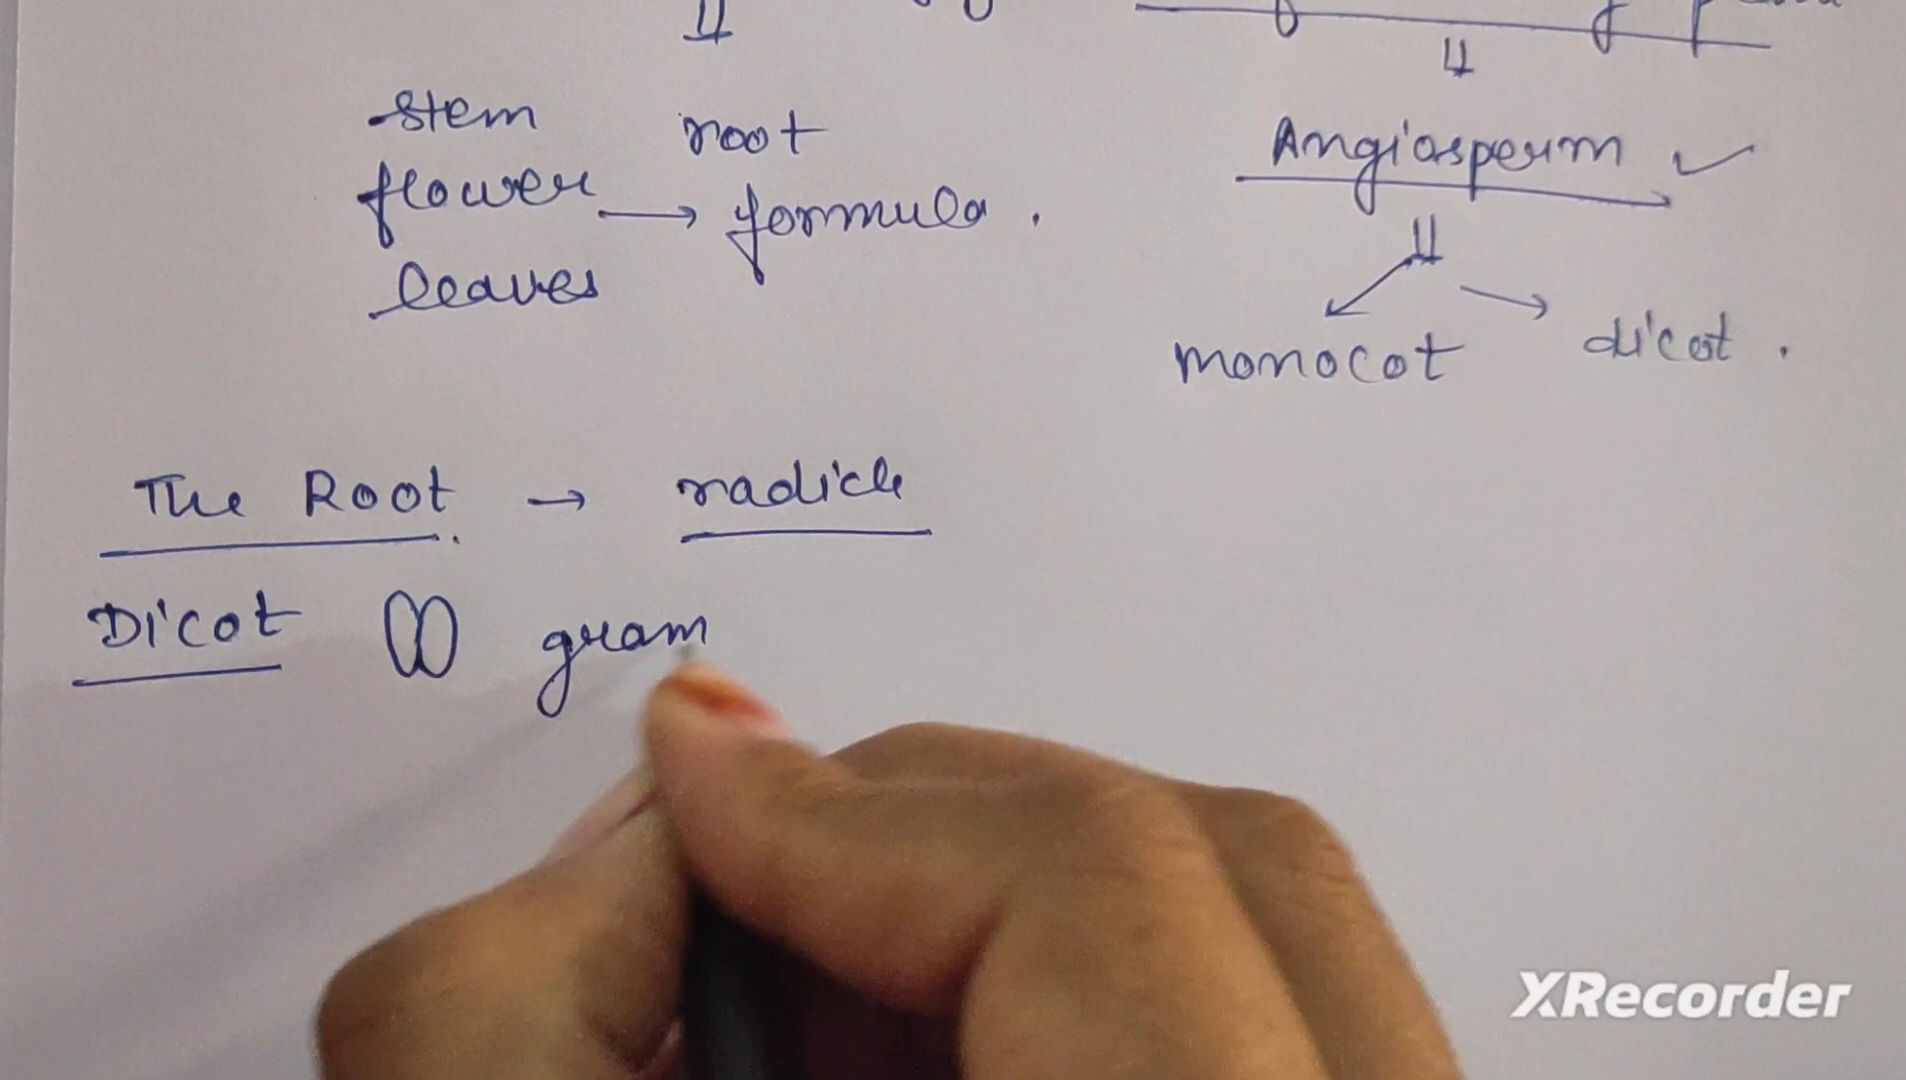 stem root
flower → formula.
leaves
Angiosperm ✓
monocot dicot.
The Root. → radicle
Dicot gram
XRecorder